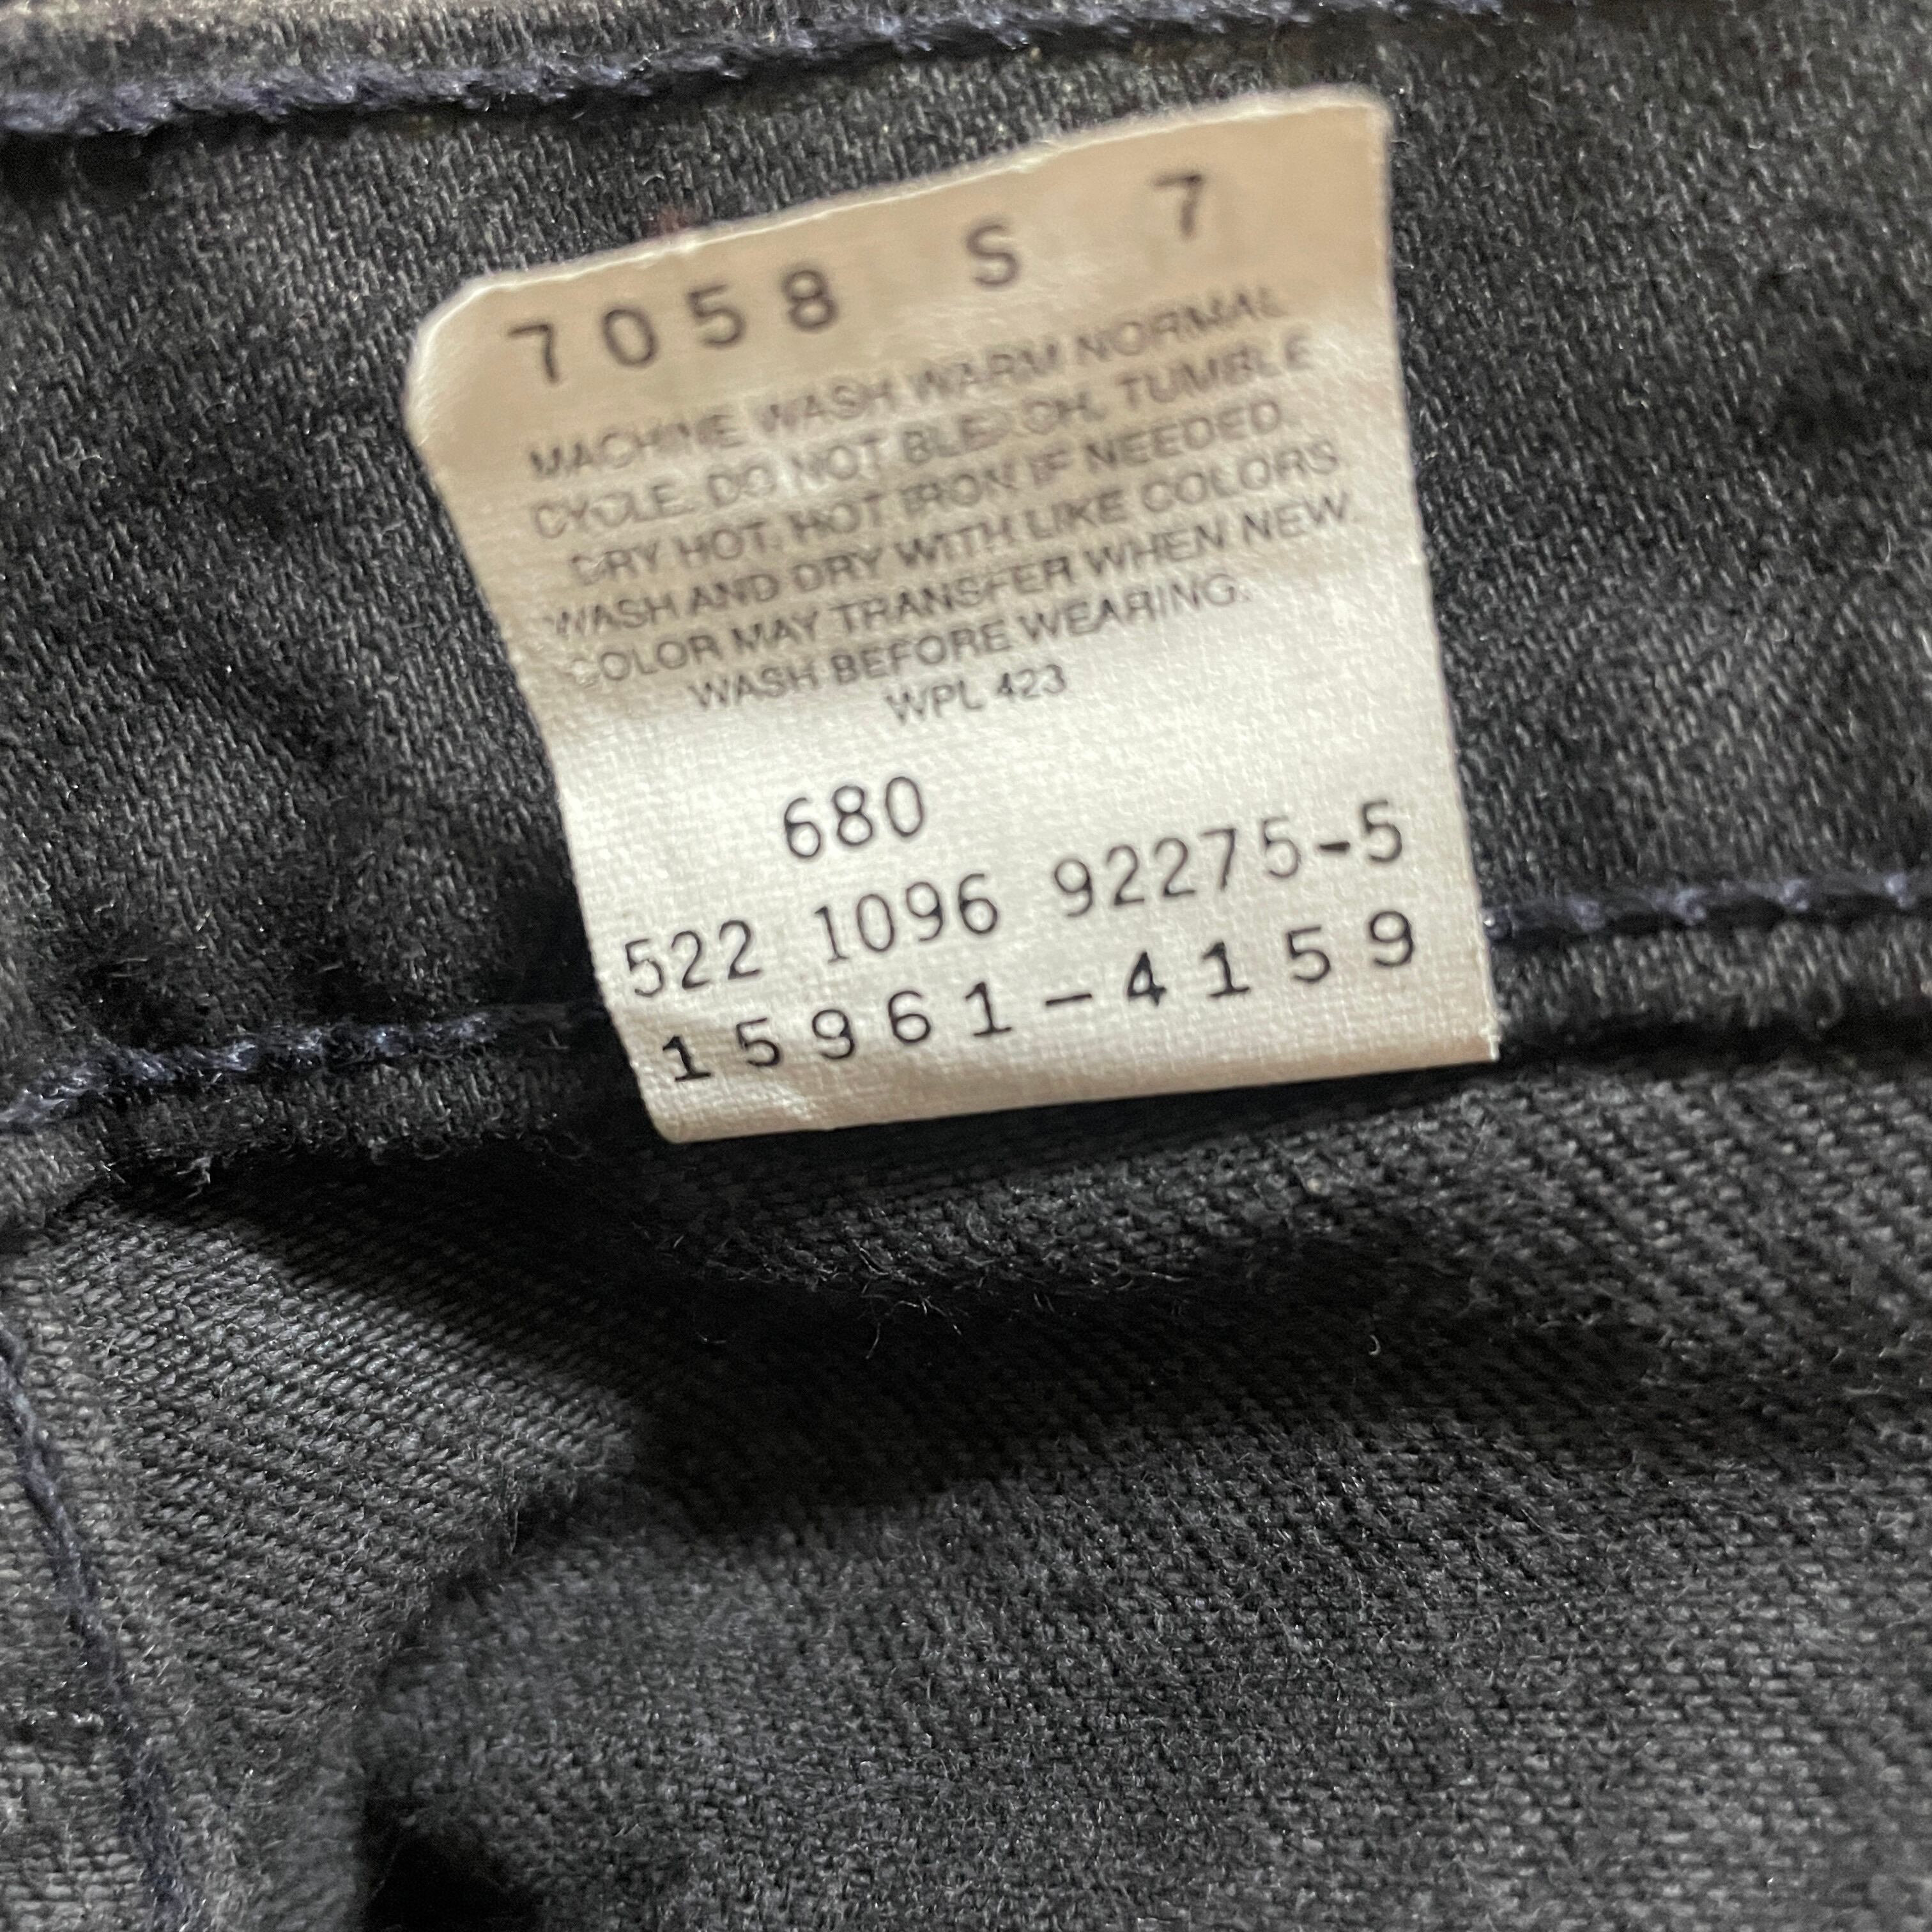 7058 S 7
MACHINE WASH WARM NORMAL
CYCLE. DO NOT BLEACH. TUMBLE
DRY HOT. HOT IRON IF NEEDED.
WASH AND DRY WITH LIKE COLORS
COLOR MAY TRANSFER WHEN NEW
WASH BEFORE WEARING.
WPL 423
680
522 1096 92275-5
15961-4159